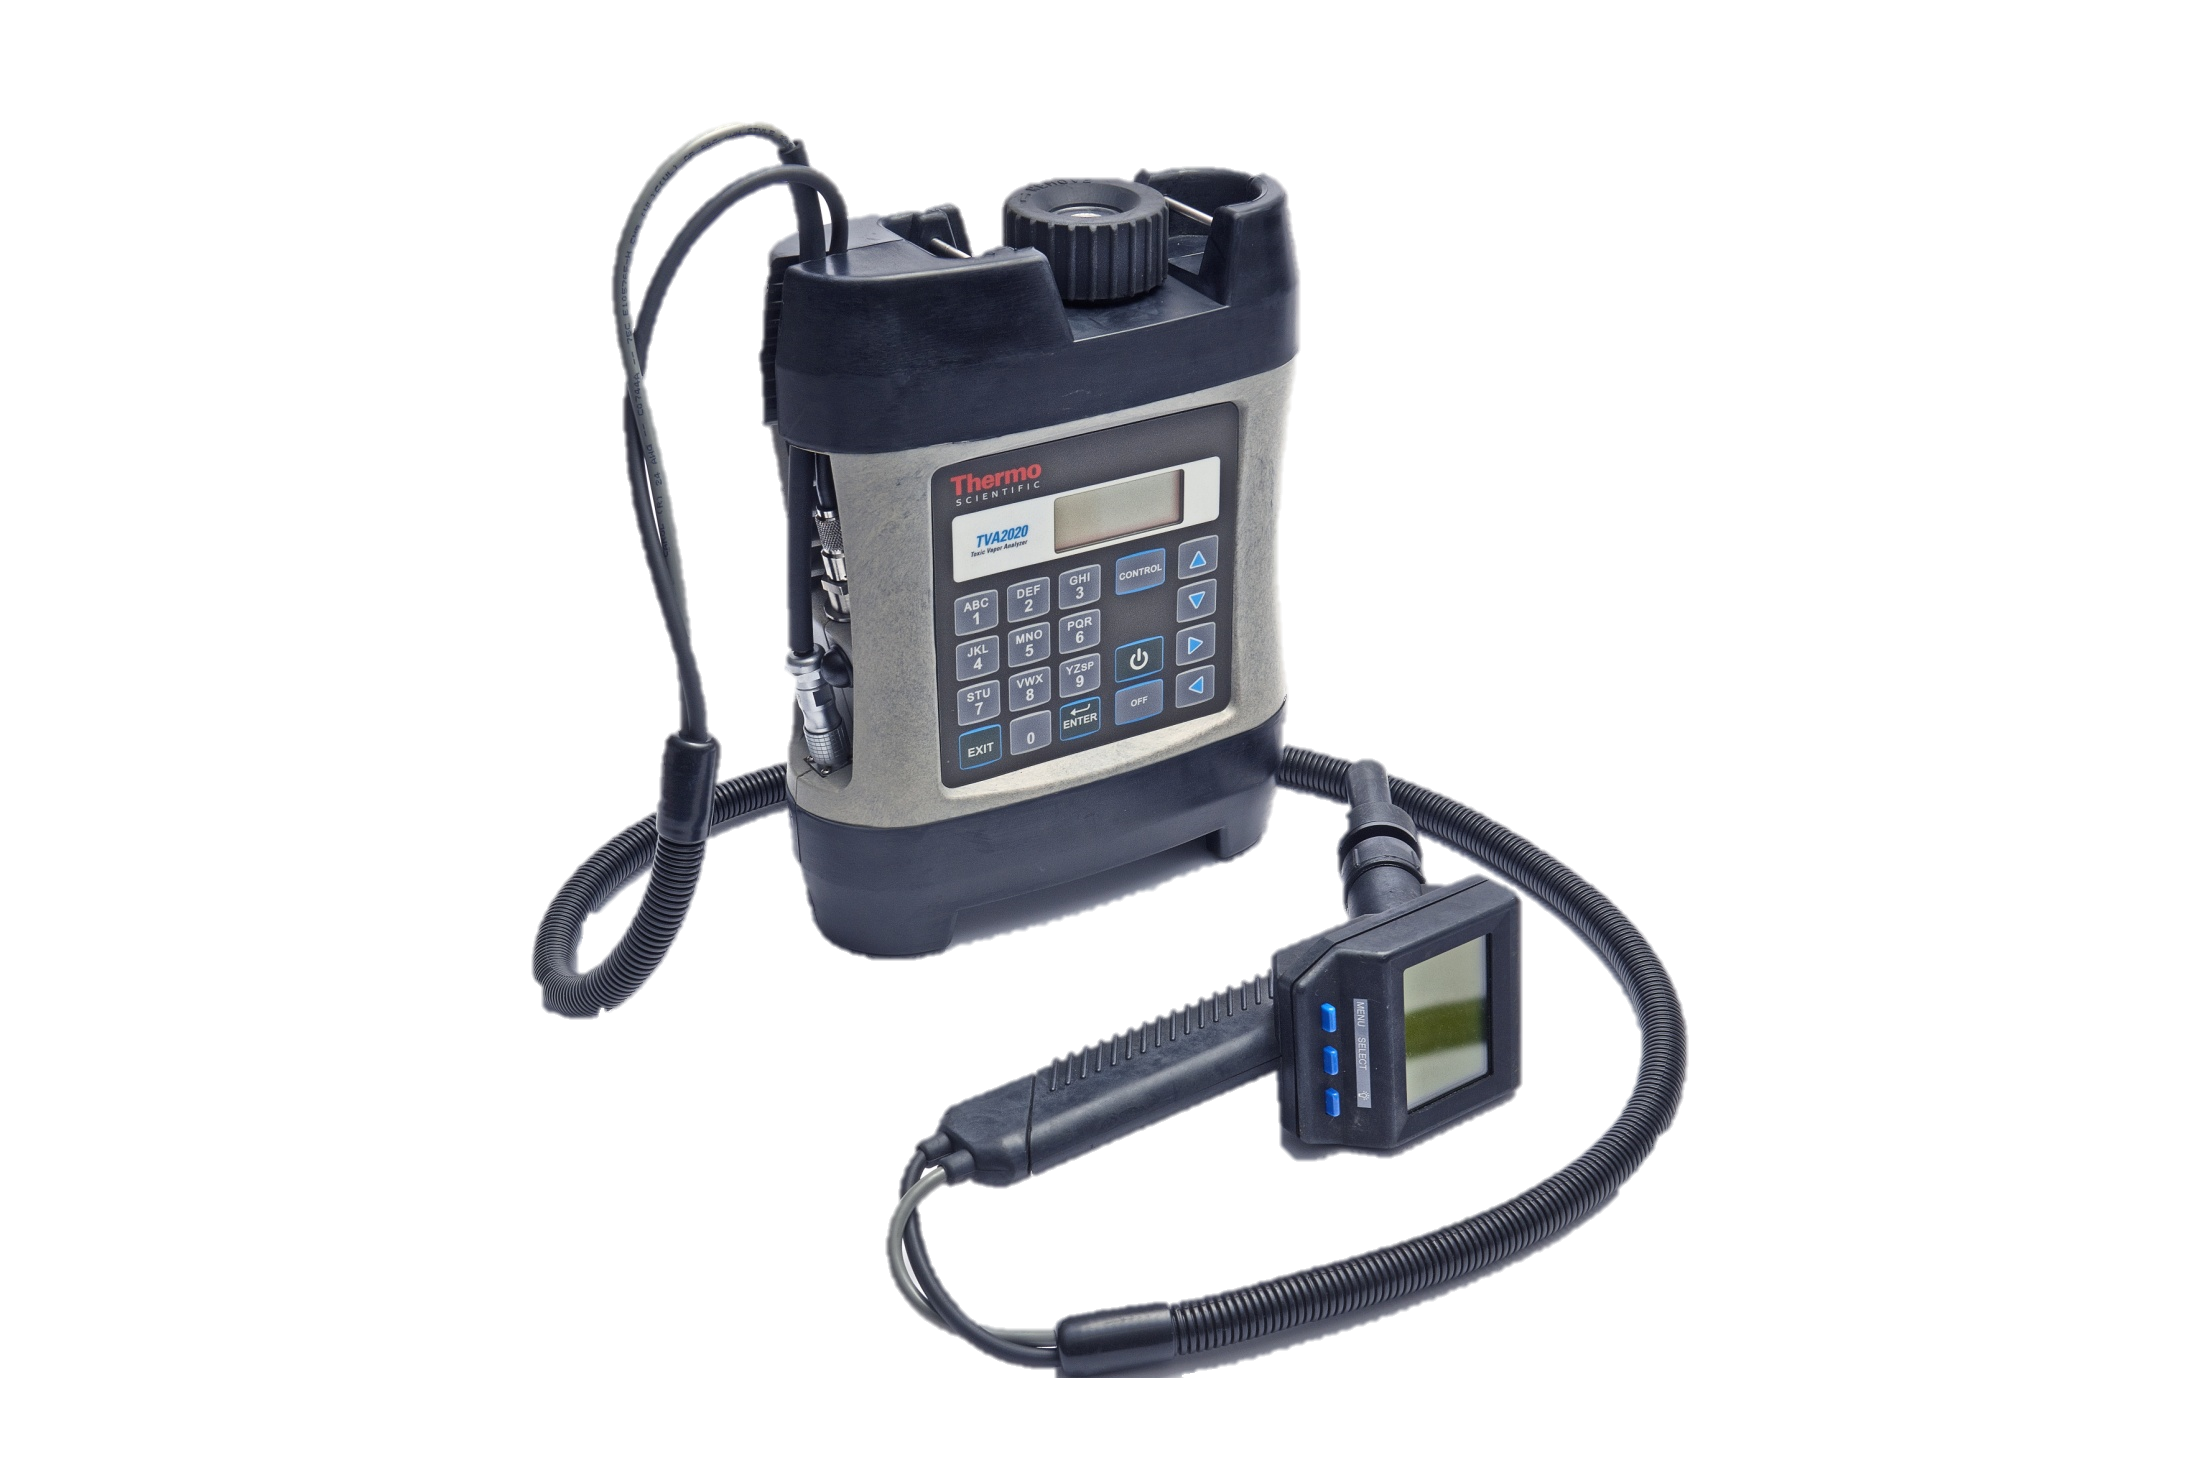 Thermo
SCIENTIFIC
TVA2020
Toxic Vapor Analyzer
ABC
1
DEF
2
GHI
3
CONTROL
JKL
4
MNO
5
PQR
6
STU
7
VWX
8
YZSP
9
OFF
EXIT
0
ENTER
MENU SELECT